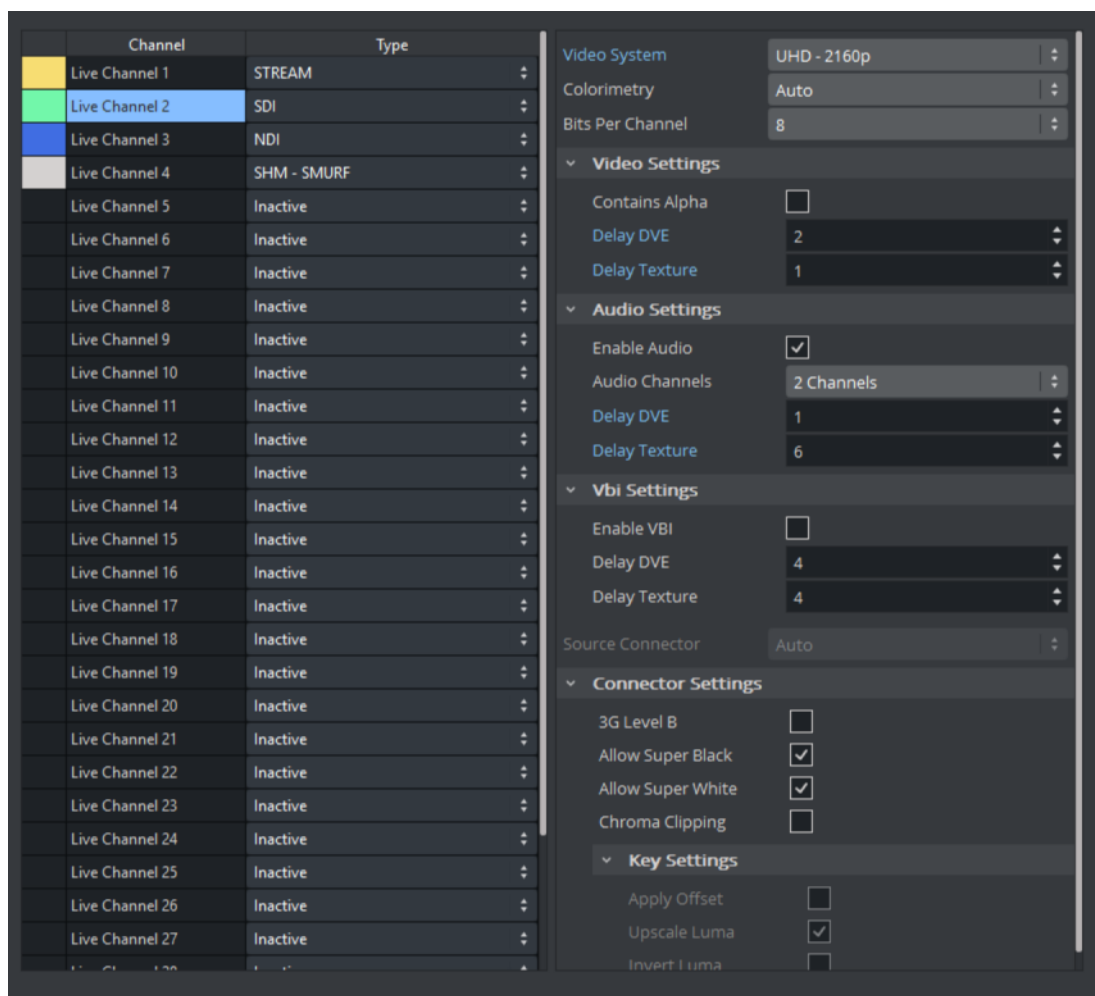 Channel Type
Live Channel 1 STREAM
Live Channel 2 SDI
Live Channel 3 NDI
Live Channel 4 SHM - SMURF
Live Channel 5 Inactive
Live Channel 6 Inactive
Live Channel 7 Inactive
Live Channel 8 Inactive
Live Channel 9 Inactive
Live Channel 10 Inactive
Live Channel 11 Inactive
Live Channel 12 Inactive
Live Channel 13 Inactive
Live Channel 14 Inactive
Live Channel 15 Inactive
Live Channel 16 Inactive
Live Channel 17 Inactive
Live Channel 18 Inactive
Live Channel 19 Inactive
Live Channel 20 Inactive
Live Channel 21 Inactive
Live Channel 22 Inactive
Live Channel 23 Inactive
Live Channel 24 Inactive
Live Channel 25 Inactive
Live Channel 26 Inactive
Live Channel 27 Inactive
Video System UHD - 2160p
Colorimetry Auto
Bits Per Channel 8
Video Settings
Contains Alpha
Delay DVE 2
Delay Texture 1
Audio Settings
Enable Audio
Audio Channels 2 Channels
Delay DVE 1
Delay Texture 6
Vbi Settings
Enable VBI
Delay DVE 4
Delay Texture 4
Source Connector Auto
Connector Settings
3G Level B
Allow Super Black
Allow Super White
Chroma Clipping
Key Settings
Apply Offset
Upscale Luma
Invert Luma